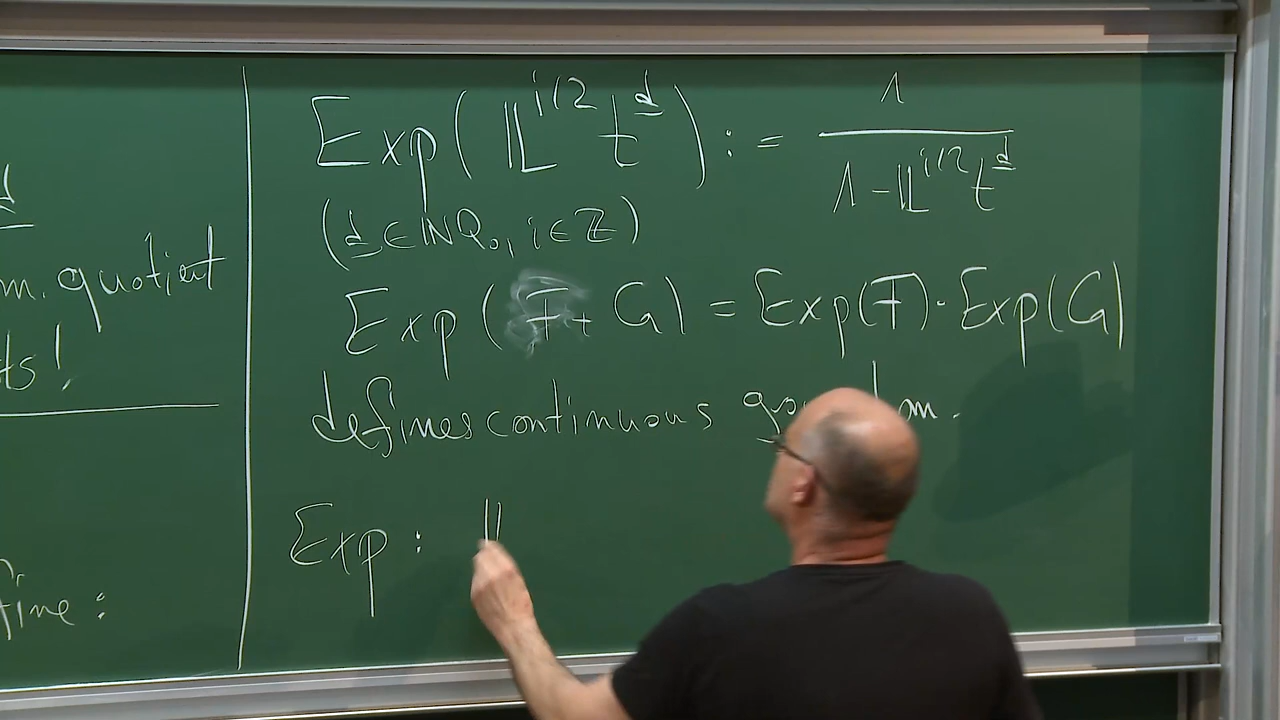 m. quotient
ts!
fine:
Exp(𝕃^{i/2} t^{d̲}) := 1 / (1 - 𝕃^{i/2} t^{d̲})
(d̲ ∈ ℕQ₀, i ∈ ℤ)
Exp(F + G) = Exp(F) · Exp(G)
defines continuous
Exp :